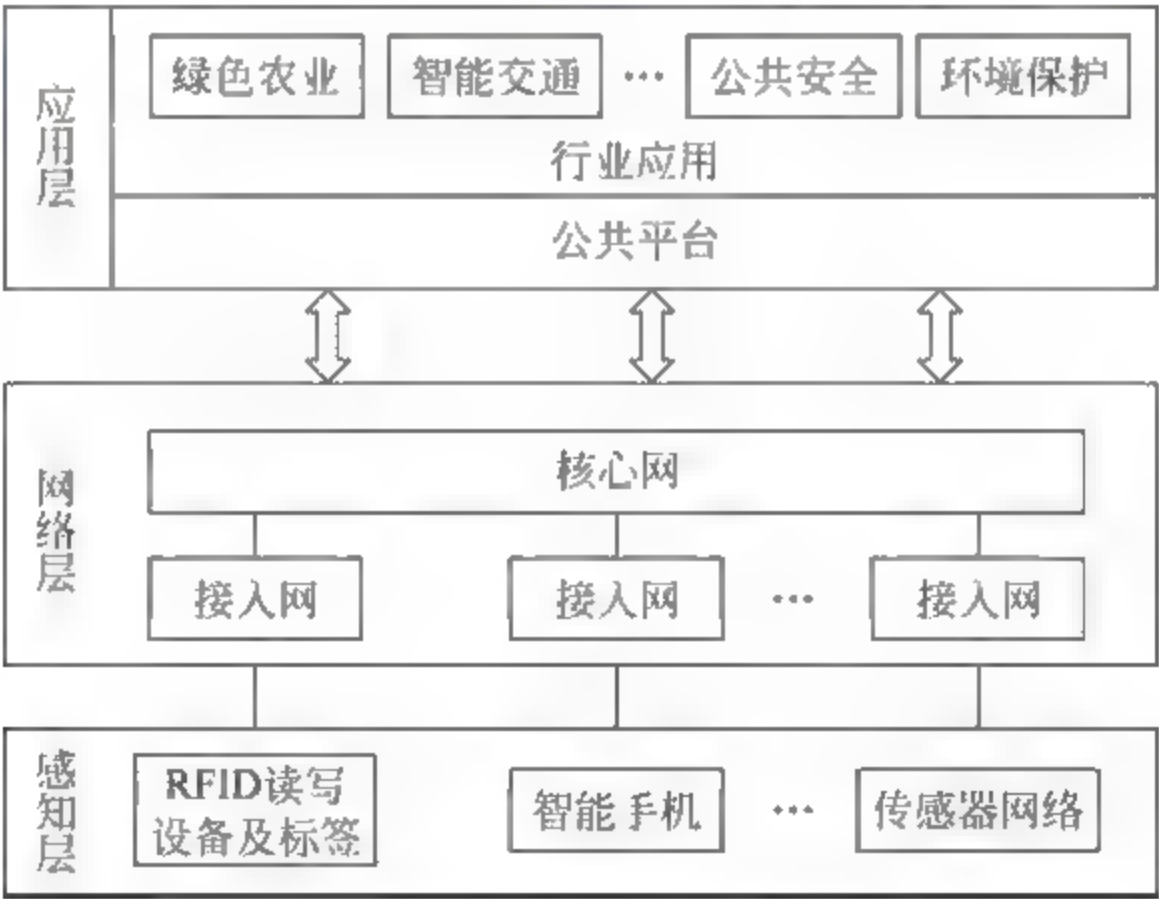 应用层
绿色农业
智能交通
…
公共安全
环境保护
行业应用
公共平台
网络层
核心网
接入网
接入网
…
接入网
感知层
RFID读写
设备及标签
智能手机
…
传感器网络